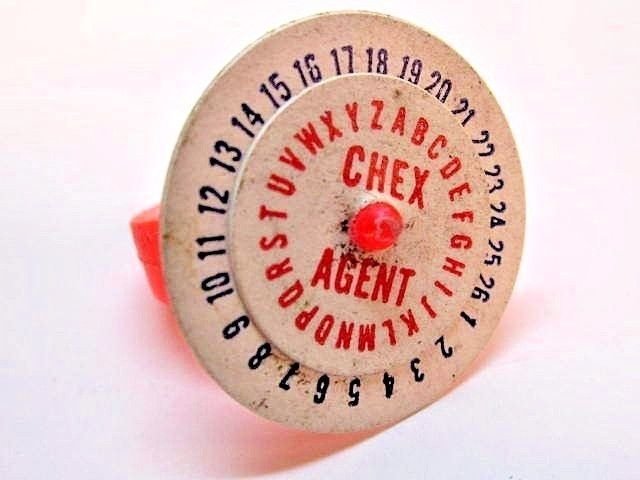 1 2 3 4 5 6 7 8 9 10 11 12 13 14 15 16 17 18 19 20 21 22 23 24 25 26
A B C D E F G H I J K L M N O P Q R S T U V W X Y Z
CHEX
AGENT